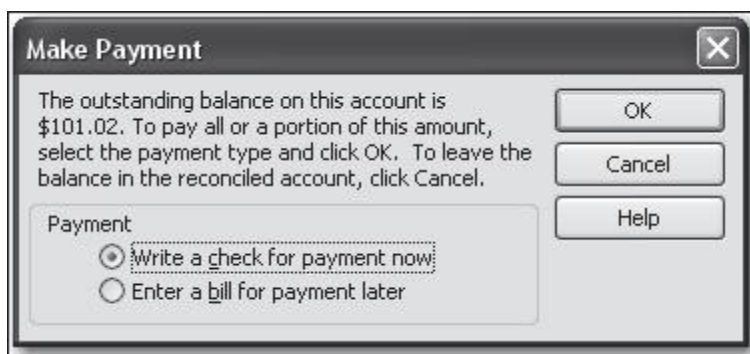 Make Payment
The outstanding balance on this account is
$101.02. To pay all or a portion of this amount,
select the payment type and click OK. To leave the
balance in the reconciled account, click Cancel.
OK
Cancel
Help
Payment
Write a check for payment now
Enter a bill for payment later